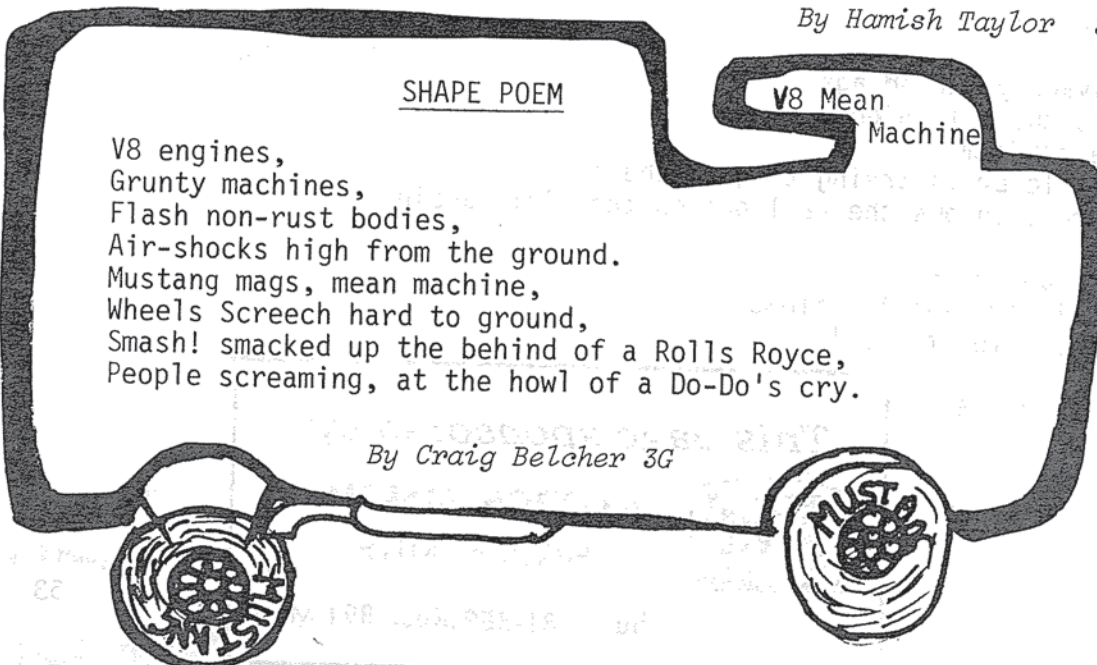 By Hamish Taylor
SHAPE POEM
V8 Mean
Machine
V8 engines,
Grunty machines,
Flash non-rust bodies,
Air-shocks high from the ground.
Mustang mags, mean machine,
Wheels Screech hard to ground,
Smash! smacked up the behind of a Rolls Royce,
People screaming, at the howl of a Do-Do's cry.
By Craig Belcher 3G
MUSTANG
MUSTANG